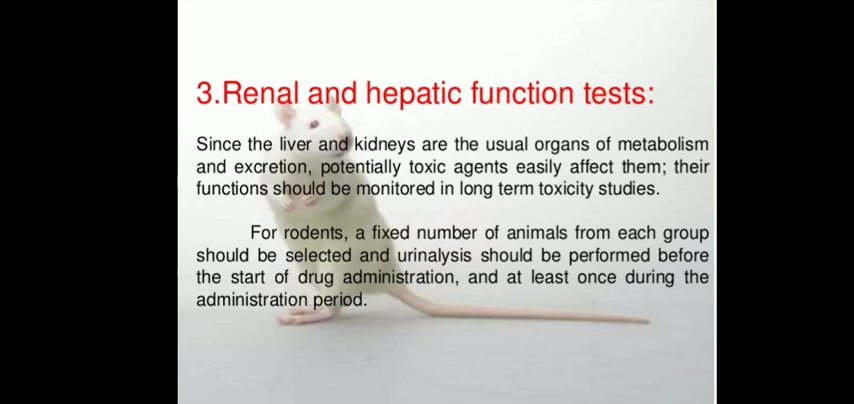 3.Renal and hepatic function tests:
Since the liver and kidneys are the usual organs of metabolism
and excretion, potentially toxic agents easily affect them; their
functions should be monitored in long term toxicity studies.
For rodents, a fixed number of animals from each group
should be selected and urinalysis should be performed before
the start of drug administration, and at least once during the
administration period.